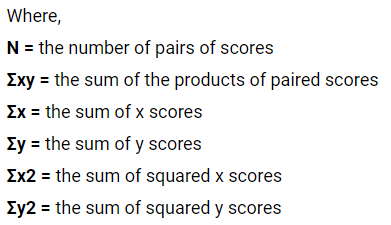 Where,
N = the number of pairs of scores
Σxy = the sum of the products of paired scores
Σx = the sum of x scores
Σy = the sum of y scores
Σx2 = the sum of squared x scores
Σy2 = the sum of squared y scores